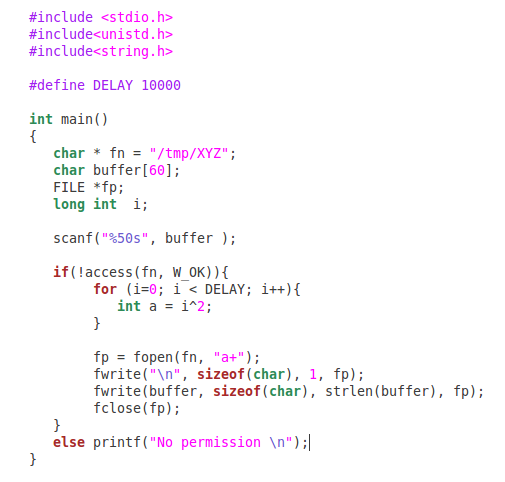 #include <stdio.h>
#include<unistd.h>
#include<string.h>
#define DELAY 10000
int main()
{
char * fn = "/tmp/XYZ";
char buffer[60];
FILE *fp;
long int  i;
scanf("%50s", buffer );
if(!access(fn, W_OK)){
for (i=0; i < DELAY; i++){
int a = i^2;
}
fp = fopen(fn, "a+");
fwrite("\n", sizeof(char), 1, fp);
fwrite(buffer, sizeof(char), strlen(buffer), fp);
fclose(fp);
}
else printf("No permission \n");
}